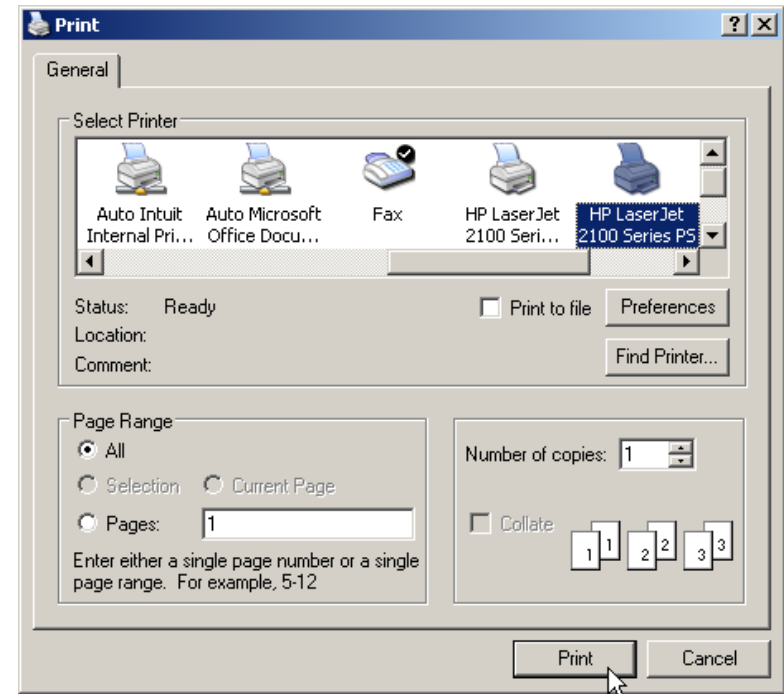 Print
General
Select Printer
Auto Intuit
Internal Pri...
Auto Microsoft
Office Docu...
Fax
HP LaserJet
2100 Seri...
HP LaserJet
2100 Series PS
Status: Ready
Print to file
Preferences
Location:
Comment:
Find Printer...
Page Range
All
Selection Current Page
Pages: 1
Enter either a single page number or a single
page range. For example, 5-12
Number of copies: 1
Collate
1 1 2 2 3 3
Print Cancel